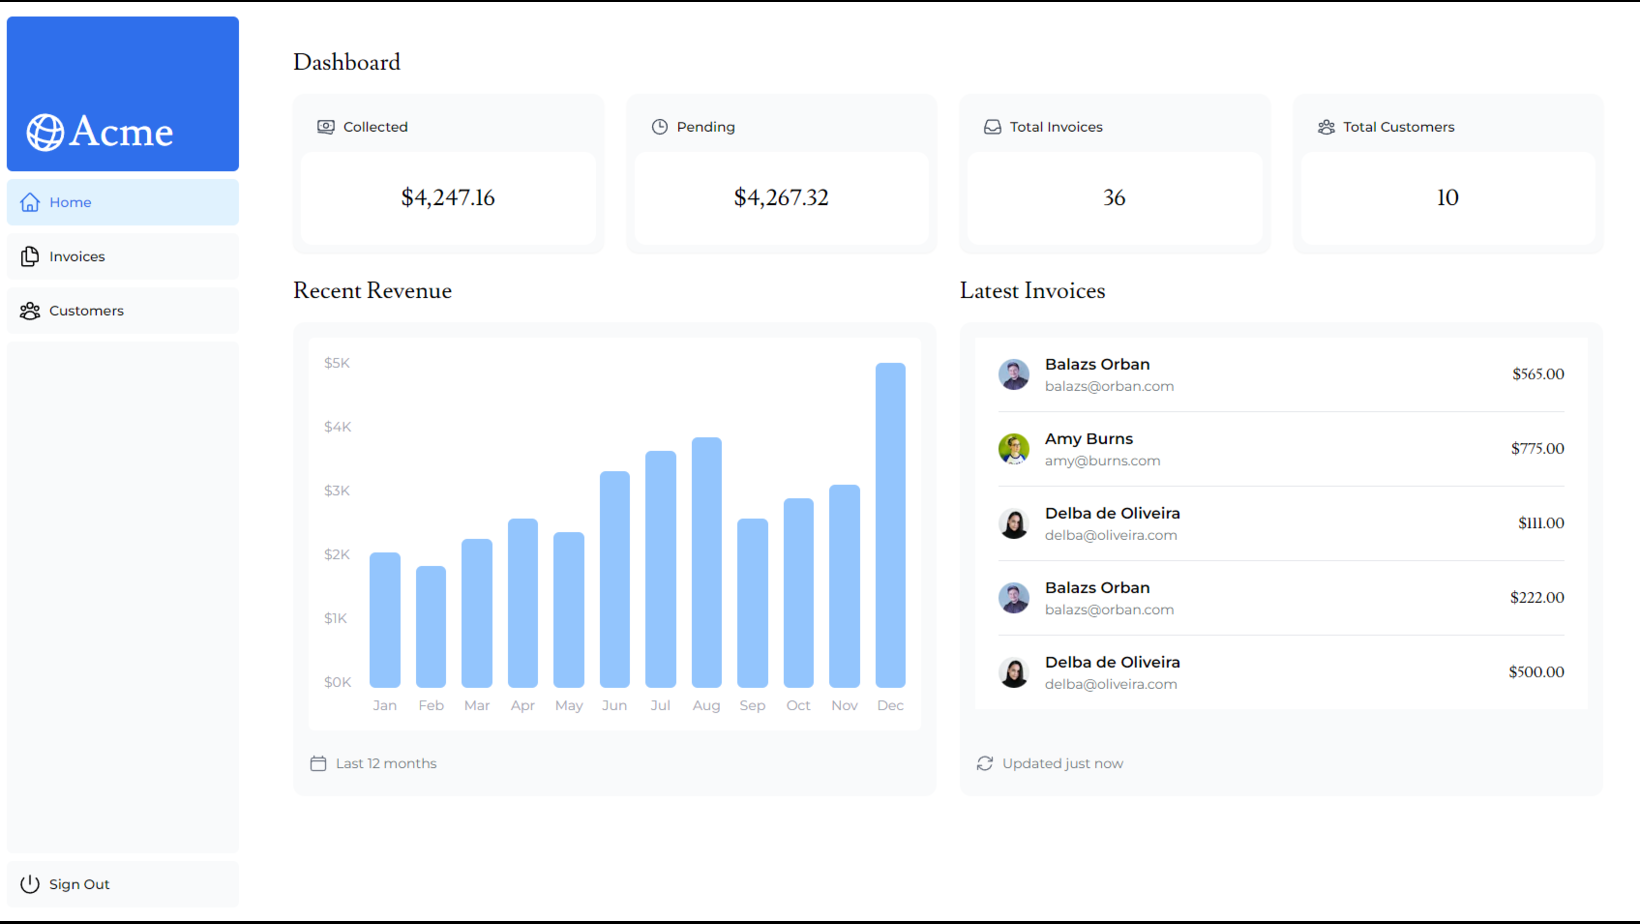 Acme
Home
Invoices
Customers
Sign Out
Dashboard
Collected
$4,247.16
Pending
$4,267.32
Total Invoices
36
Total Customers
10
Recent Revenue
$5K
$4K
$3K
$2K
$1K
$0K
Jan Feb Mar Apr May Jun Jul Aug Sep Oct Nov Dec
Last 12 months
Latest Invoices
Balazs Orban
balazs@orban.com
$565.00
Amy Burns
amy@burns.com
$775.00
Delba de Oliveira
delba@oliveira.com
$111.00
Balazs Orban
balazs@orban.com
$222.00
Delba de Oliveira
delba@oliveira.com
$500.00
Updated just now